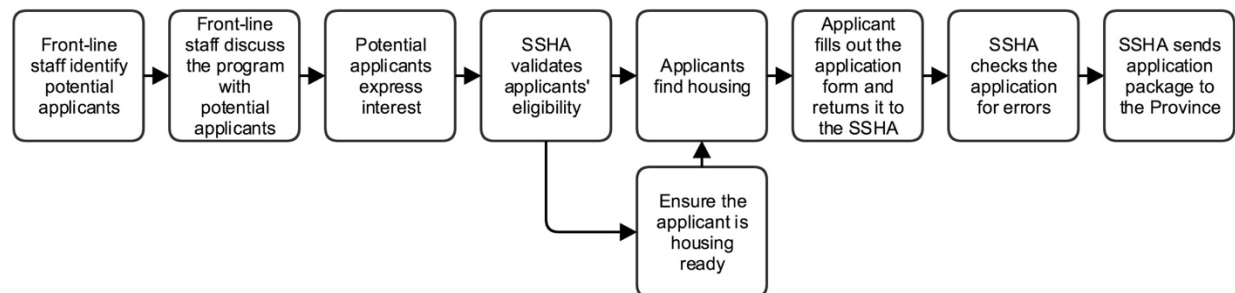 Front-line
staff identify
potential
applicants
Front-line
staff discuss
the program
with
potential
applicants
Potential
applicants
express
interest
SSHA
validates
applicants'
eligibility
Applicants
find housing
Applicant
fills out the
application
form and
returns it to
the SSHA
SSHA
checks the
application
for errors
SSHA sends
application
package to
the Province
Ensure the
applicant is
housing
ready